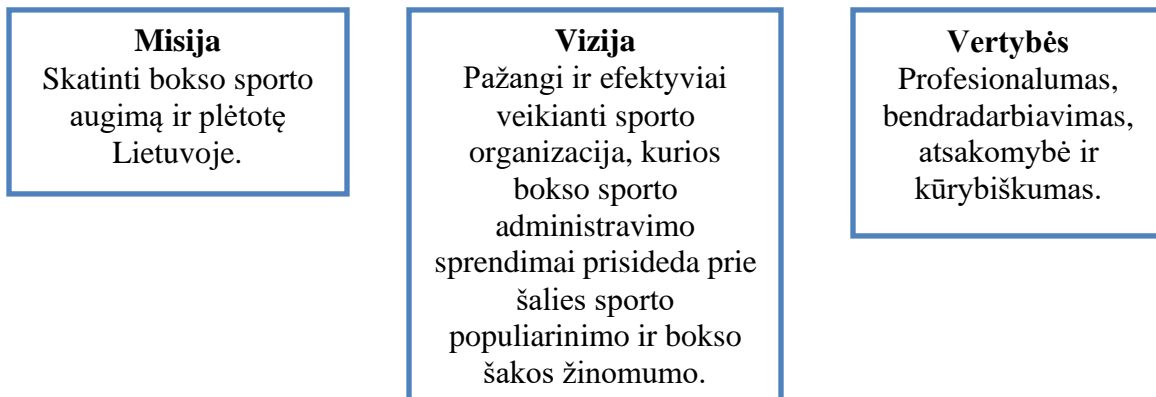 Misija
Skatinti bokso sporto
augimą ir plėtotę
Lietuvoje.
Vizija
Pažangi ir efektyviai
veikianti sporto
organizacija, kurios
bokso sporto
administravimo
sprendimai prisideda prie
šalies sporto
populiarinimo ir bokso
šakos žinomumo.
Vertybės
Profesionalumas,
bendradarbiavimas,
atsakomybė ir
kūrybiškumas.